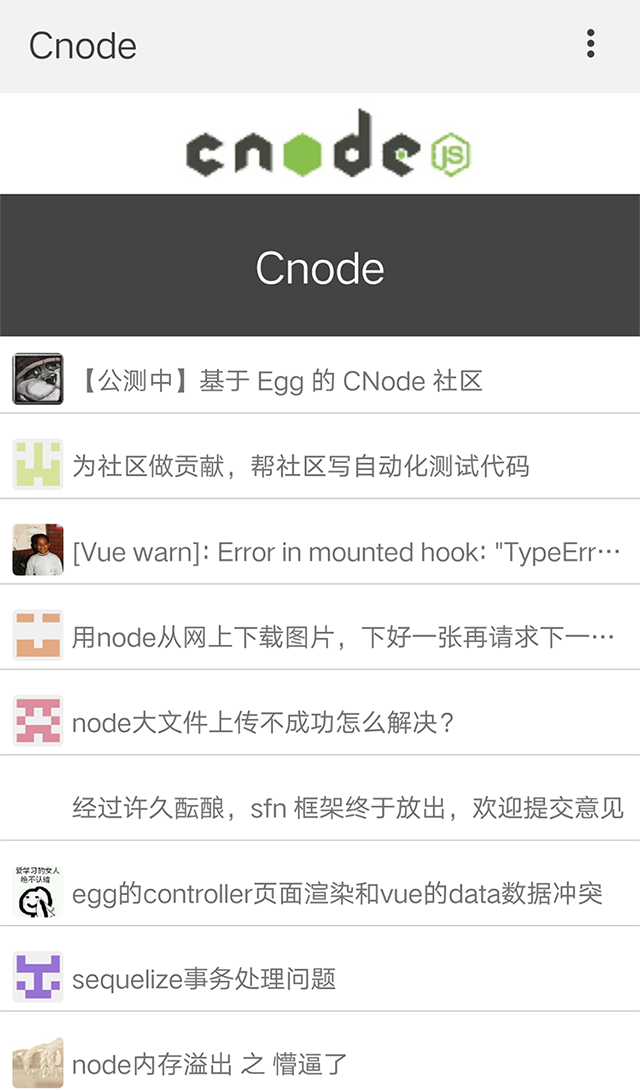 Cnode
cnode JS
Cnode
【公测中】基于 Egg 的 CNode 社区
为社区做贡献，帮社区写自动化测试代码
[Vue warn]: Error in mounted hook: "TypeErr…
用node从网上下载图片，下好一张再请求下一…
node大文件上传不成功怎么解决？
经过许久酝酿，sfn 框架终于放出，欢迎提交意见
爱学习的女人
绝不认输
egg的controller页面渲染和vue的data数据冲突
sequelize事务处理问题
node内存溢出 之 懵逼了